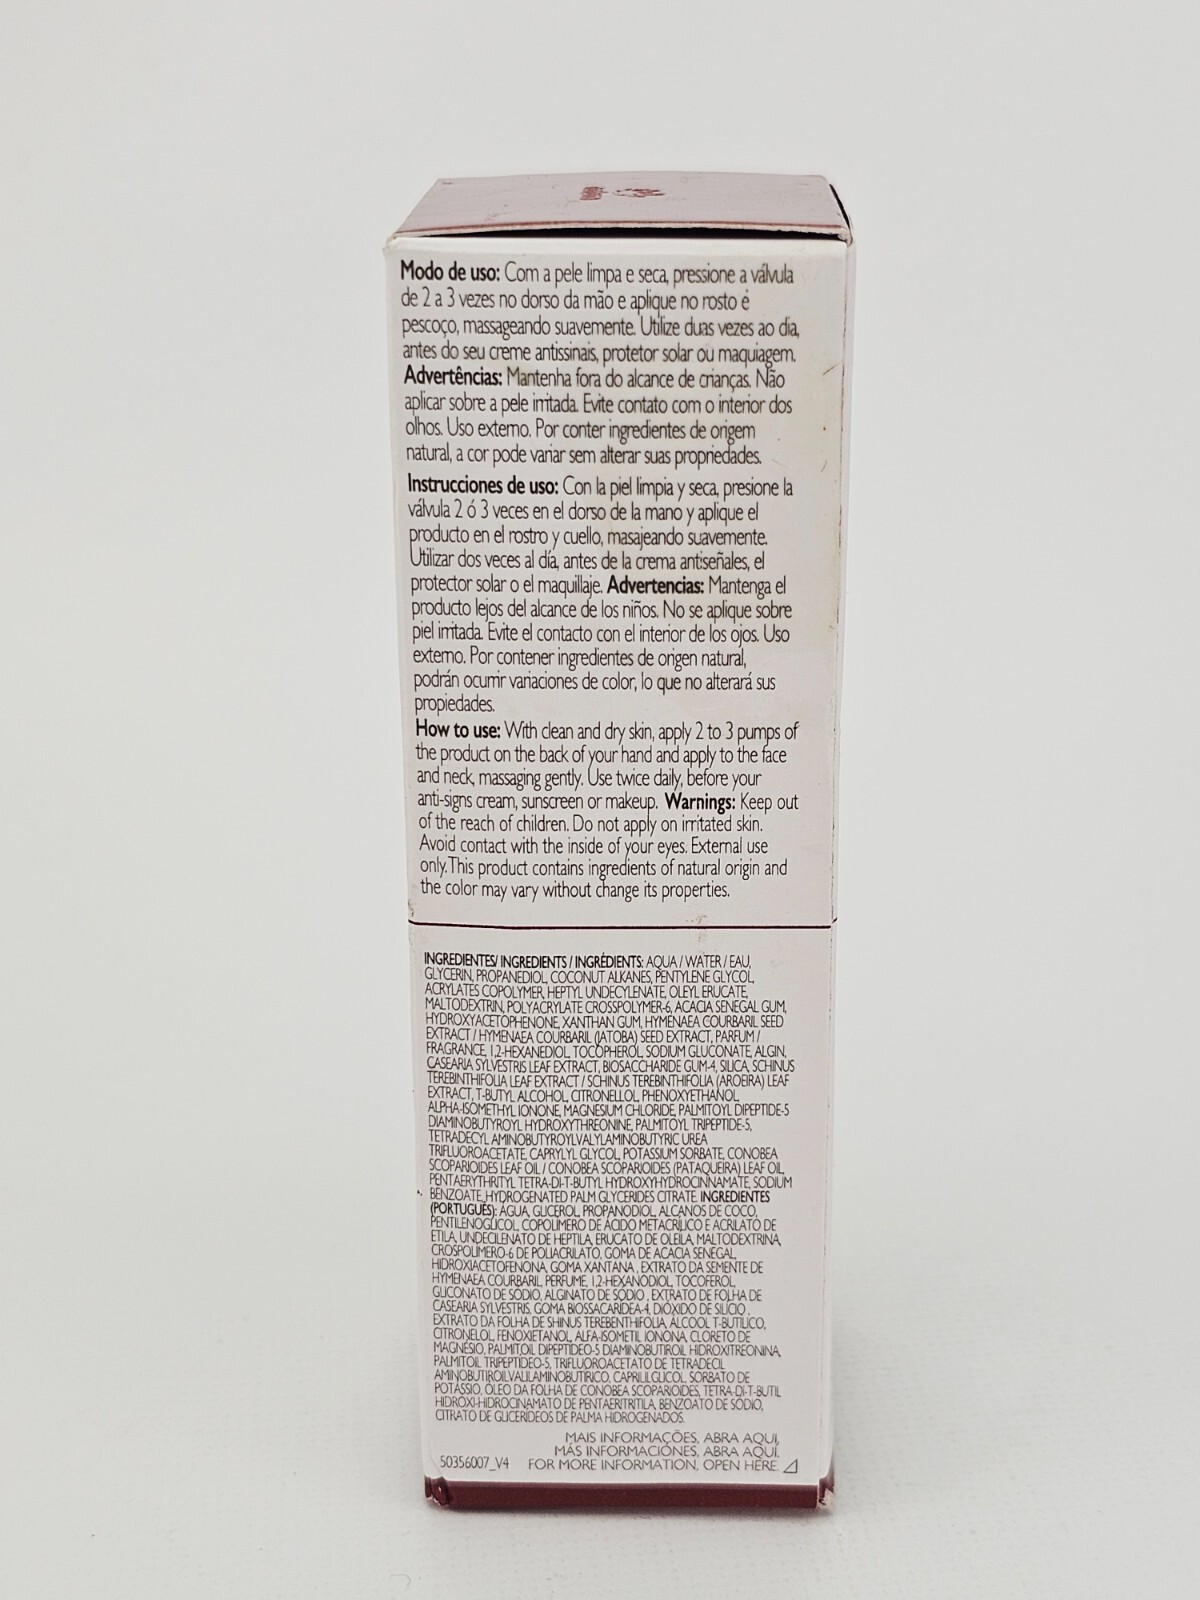 Modo de uso: Com a pele limpa e seca, pressione a válvula
de 2 a 3 vezes no dorso da mão e aplique no rosto e
pescoço, massageando suavemente. Utilize duas vezes ao dia,
antes do seu creme antissinais, protetor solar ou maquiagem.
Advertências: Mantenha fora do alcance de crianças. Não
aplicar sobre a pele irritada. Evite contato com o interior dos
olhos. Uso externo. Por conter ingredientes de origem
natural, a cor pode variar sem alterar suas propriedades.
Instrucciones de uso: Con la piel limpia y seca, presione la
válvula 2 ó 3 veces en el dorso de la mano y aplique el
producto en el rostro y cuello, masajeando suavemente.
Utilizar dos veces al día, antes de la crema antiseñales, el
protector solar o el maquillaje. Advertencias: Mantenga el
producto lejos del alcance de los niños. No se aplique sobre
piel irritada. Evite el contacto con el interior de los ojos. Uso
externo. Por contener ingredientes de origen natural,
podrán ocurrir variaciones de color, lo que no alterará sus
propiedades.
How to use: With clean and dry skin, apply 2 to 3 pumps of
the product on the back of your hand and apply to the face
and neck, massaging gently. Use twice daily, before your
anti-signs cream, sunscreen or makeup. Warnings: Keep out
of the reach of children. Do not apply on irritated skin.
Avoid contact with the inside of your eyes. External use
only. This product contains ingredients of natural origin and
the color may vary without change its properties.
INGREDIENTES/ INGREDIENTS / INGRÉDIENTS: AQUA / WATER / EAU,
GLYCERIN, PROPANEDIOL, COCONUT ALKANES, PENTYLENE GLYCOL,
ACRYLATES COPOLYMER, HEPTYL UNDECYLENATE, OLEYL ERUCATE,
MALTODEXTRIN, POLYACRYLATE CROSSPOLYMER-6, ACACIA SENEGAL GUM,
HYDROXYACETOPHENONE, XANTHAN GUM, HYMENAEA COURBARIL SEED
EXTRACT / HYMENAEA COURBARIL (JATOBA) SEED EXTRACT, PARFUM /
FRAGRANCE, 1,2-HEXANEDIOL, TOCOPHEROL, SODIUM GLUCONATE, ALGIN,
CASEARIA SYLVESTRIS LEAF EXTRACT, BIOSACCHARIDE GUM-4, SILICA, SCHINUS
TEREBINTHIFOLIA LEAF EXTRACT / SCHINUS TEREBINTHIFOLIA (AROEIRA) LEAF
EXTRACT, T-BUTYL ALCOHOL, CITRONELLOL, PHENOXYETHANOL,
ALPHA-ISOMETHYL IONONE, MAGNESIUM CHLORIDE, PALMITOYL DIPEPTIDE-5
DIAMINOBUTYROYL HYDROXYTHREONINE, PALMITOYL TRIPEPTIDE-5,
TETRADECYL AMINOBUTYROYLVALYLAMINOBUTYRIC UREA
TRIFLUOROACETATE, CAPRYLYL GLYCOL, POTASSIUM SORBATE, CONOBEA
SCOPARIOIDES LEAF OIL / CONOBEA SCOPARIOIDES (PATAQUEIRA) LEAF OIL,
PENTAERYTHRITYL TETRA-DI-T-BUTYL HYDROXYHYDROCINNAMATE, SODIUM
BENZOATE, HYDROGENATED PALM GLYCERIDES CITRATE. INGREDIENTES
(PORTUGUÊS): ÁGUA, GLICEROL, PROPANODIOL, ALCANOS DE COCO,
PENTILENOGLICOL, COPOLÍMERO DE ÁCIDO METACRÍLICO E ACRILATO DE
ETILA, UNDECILENATO DE HEPTILA, ERUCATO DE OLEÍLA, MALTODEXTRINA,
CROSPOLÍMERO-6 DE POLIACRILATO, GOMA DE ACACIA SENEGAL,
HIDROXIACETOFENONA, GOMA XANTANA, EXTRATO DA SEMENTE DE
HYMENAEA COURBARIL, PERFUME, 1,2-HEXANODIOL, TOCOFEROL,
GLICONATO DE SÓDIO, ALGINATO DE SÓDIO, EXTRATO DE FOLHA DE
CASEARIA SYLVESTRIS, GOMA BIOSSACARÍDEA-4, DIÓXIDO DE SILÍCIO,
EXTRATO DA FOLHA DE SHINUS TEREBENTHIFOLIA, ÁLCOOL T-BUTÍLICO,
CITRONELOL, FENOXIETANOL, ALFA-ISOMETIL IONONA, CLORETO DE
MAGNÉSIO, PALMITOIL DIPEPTÍDEO-5 DIAMINOBUTIROIL HIDROXITREONINA,
PALMITOIL TRIPEPTÍDEO-5, TRIFLUOROACETATO DE TETRADECIL
AMINOBUTIROILVALILAMINOBUTIRICO, CAPRILILGLICOL, SORBATO DE
POTÁSSIO, ÓLEO DA FOLHA DE CONOBEA SCOPARIOIDES, TETRA-DI-T-BUTIL
HIDROXI-HIDROCINAMATO DE PENTAERITRITILA, BENZOATO DE SÓDIO,
CITRATO DE GLICERÍDEOS DE PALMA HIDROGENADOS.
MAIS INFORMAÇÕES, ABRA AQUI,
MÁS INFORMACIONES, ABRA AQUÍ.
50356007_V4 FOR MORE INFORMATION, OPEN HERE.